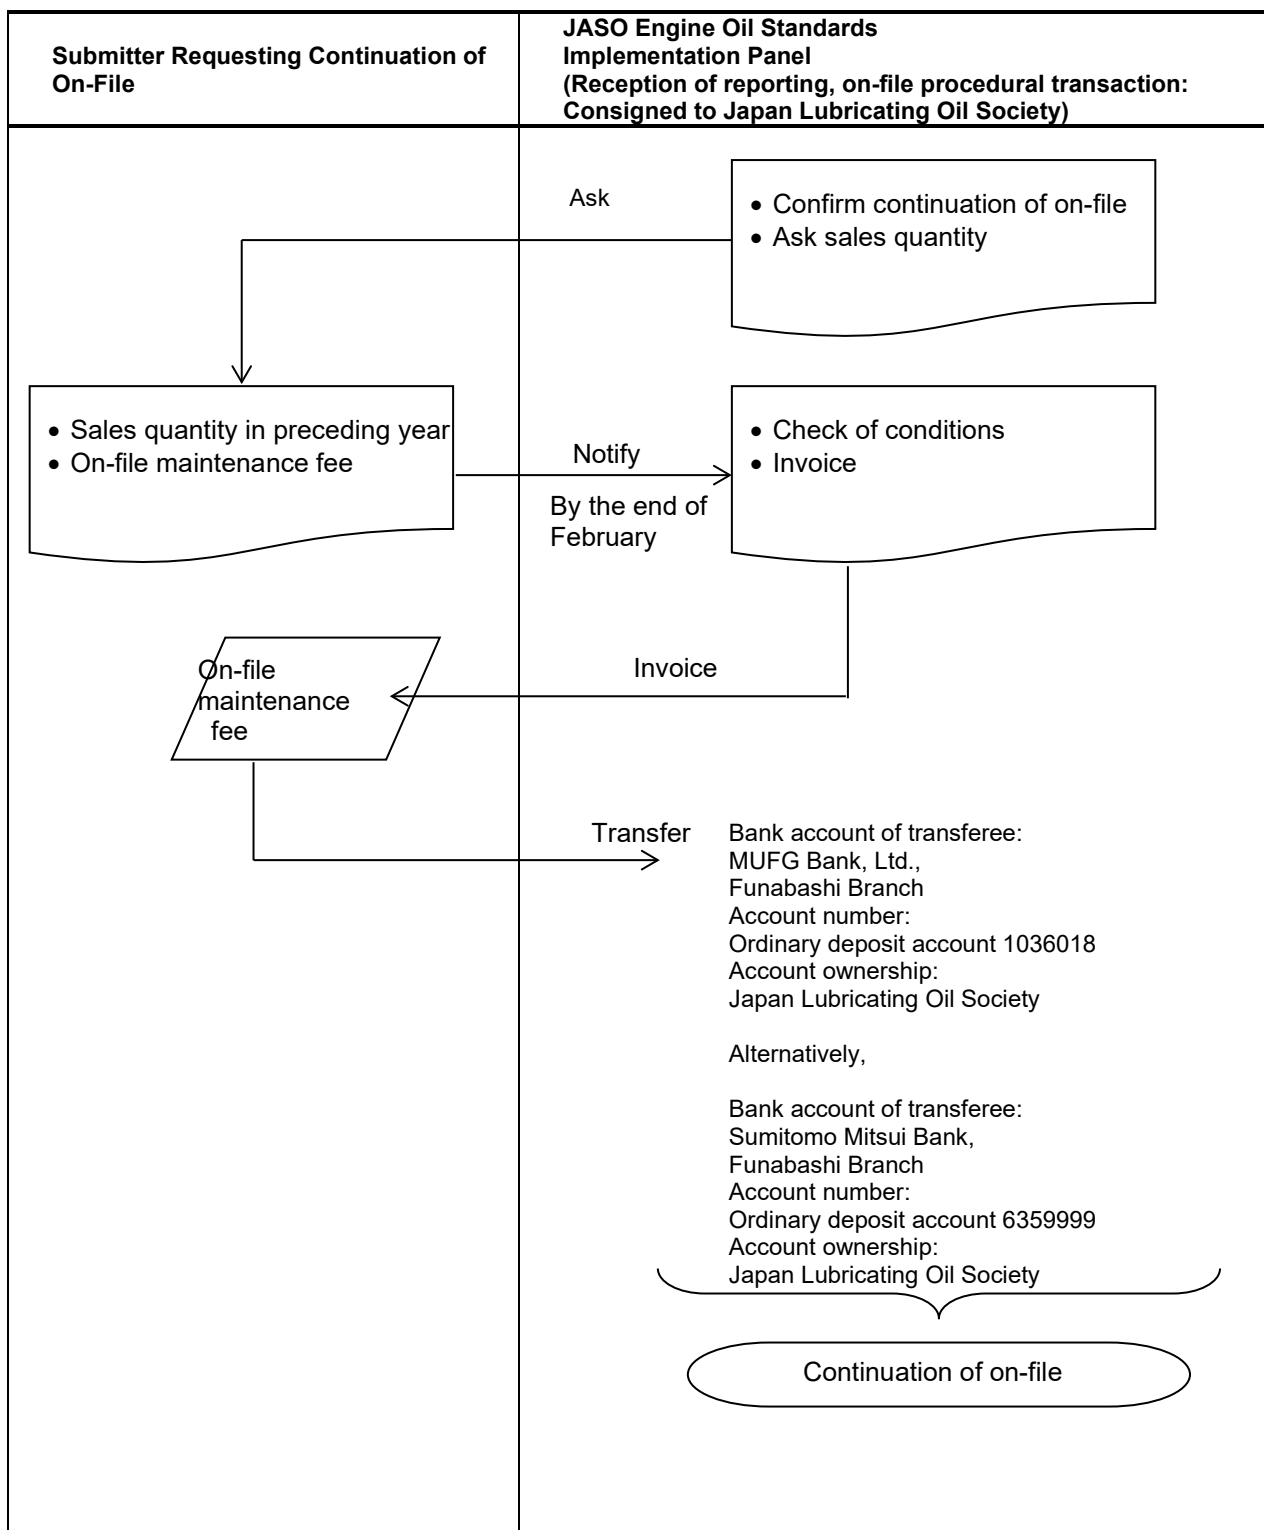 Submitter Requesting Continuation of
On-File
JASO Engine Oil Standards
Implementation Panel
(Reception of reporting, on-file procedural transaction:
Consigned to Japan Lubricating Oil Society)
Ask
• Confirm continuation of on-file
• Ask sales quantity
• Sales quantity in preceding year
• On-file maintenance fee
Notify
By the end of
February
• Check of conditions
• Invoice
On-file
maintenance
fee
Invoice
Transfer
Bank account of transferee:
MUFG Bank, Ltd.,
Funabashi Branch
Account number:
Ordinary deposit account 1036018
Account ownership:
Japan Lubricating Oil Society
Alternatively,
Bank account of transferee:
Sumitomo Mitsui Bank,
Funabashi Branch
Account number:
Ordinary deposit account 6359999
Account ownership:
Japan Lubricating Oil Society
Continuation of on-file